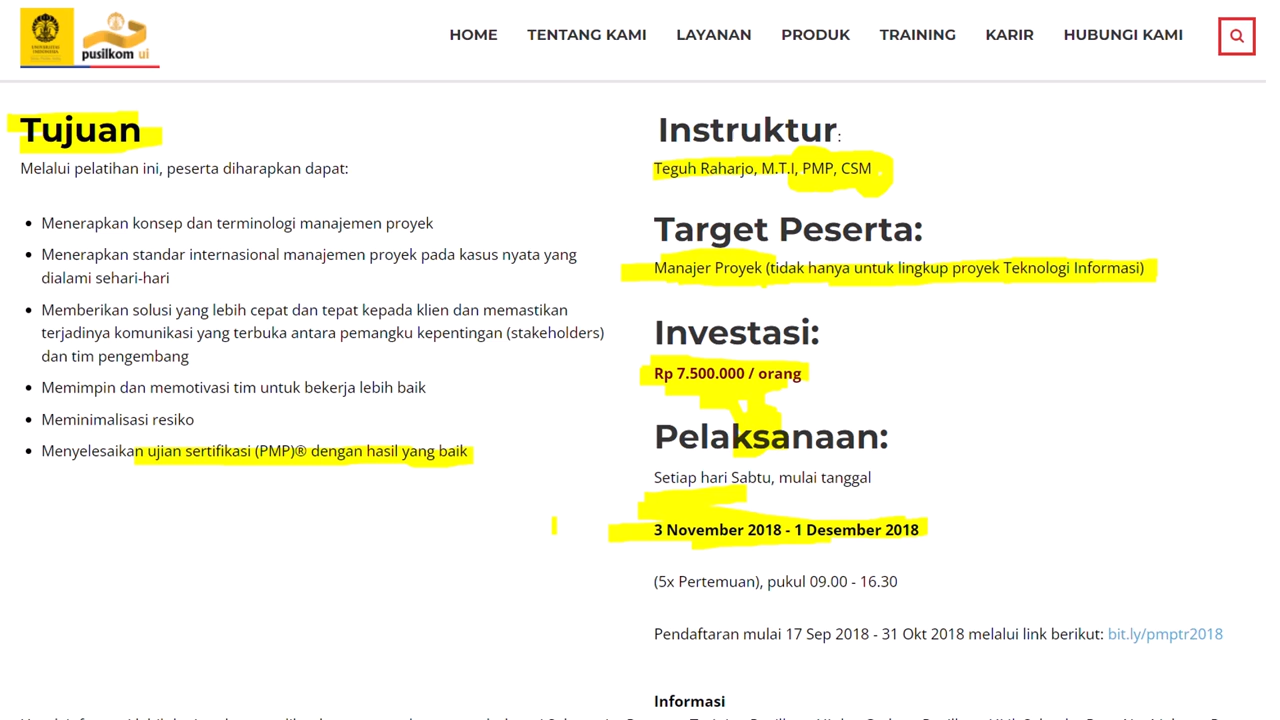 UNIVERSITAS
INDONESIA
pusilkom ui
HOME TENTANG KAMI LAYANAN PRODUK TRAINING KARIR HUBUNGI KAMI
Tujuan
Melalui pelatihan ini, peserta diharapkan dapat:
Menerapkan konsep dan terminologi manajemen proyek
Menerapkan standar internasional manajemen proyek pada kasus nyata yang
dialami sehari-hari
Memberikan solusi yang lebih cepat dan tepat kepada klien dan memastikan
terjadinya komunikasi yang terbuka antara pemangku kepentingan (stakeholders)
dan tim pengembang
Memimpin dan memotivasi tim untuk bekerja lebih baik
Meminimalisasi resiko
Menyelesaikan ujian sertifikasi (PMP)® dengan hasil yang baik
Instruktur:
Teguh Raharjo, M.T.I, PMP, CSM
Target Peserta:
Manajer Proyek (tidak hanya untuk lingkup proyek Teknologi Informasi)
Investasi:
Rp 7.500.000 / orang
Pelaksanaan:
Setiap hari Sabtu, mulai tanggal
3 November 2018 - 1 Desember 2018
(5x Pertemuan), pukul 09.00 - 16.30
Pendaftaran mulai 17 Sep 2018 - 31 Okt 2018 melalui link berikut: bit.ly/pmptr2018
Informasi